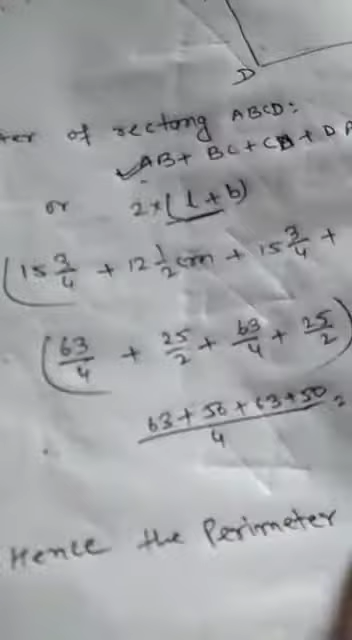 D
ter of rectang ABCD:
✓AB + BC + CD + DA
or 2×(l+b)
(15 3/4 + 12 1/2 cm + 15 3/4 +
(63/4 + 25/2 + 63/4 + 25/2)
63+50+63+50/4 =
Hence the Perimeter